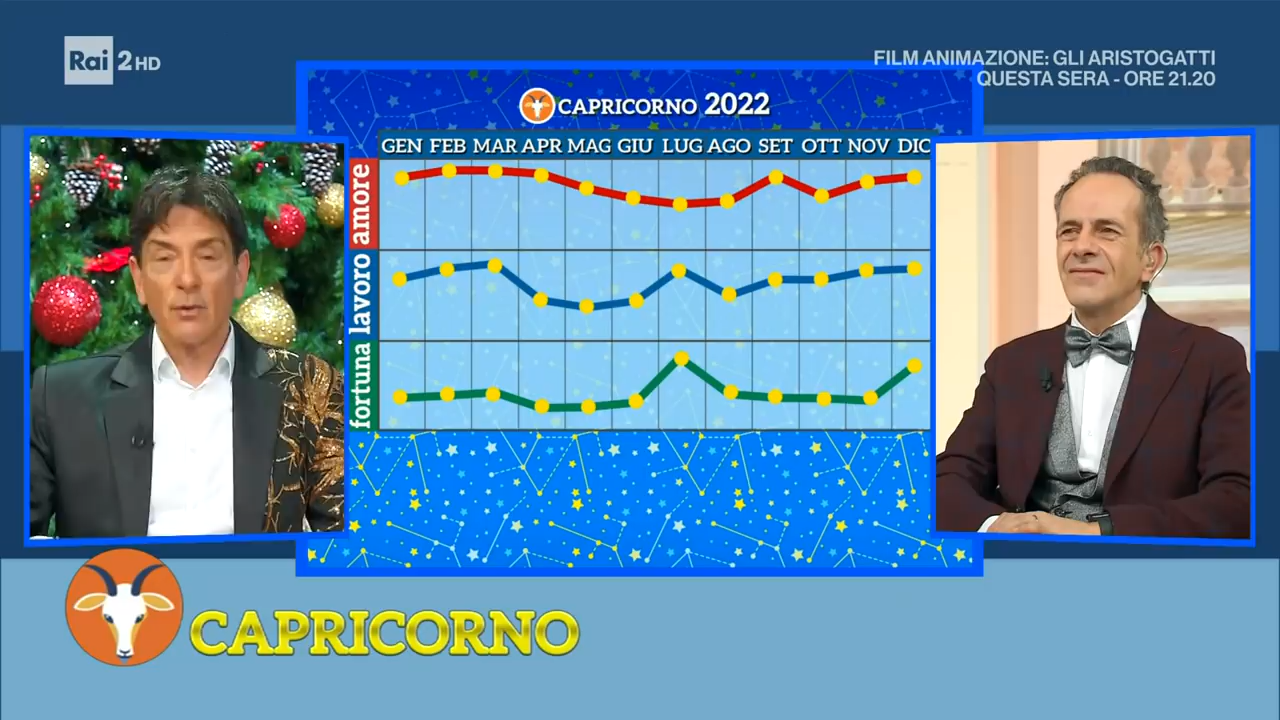 Rai 2 HD
FILM ANIMAZIONE: GLI ARISTOGATTI
QUESTA SERA - ORE 21.20
CAPRICORNO 2022
GEN FEB MAR APR MAG GIU LUG AGO SET OTT NOV DIC
amore
lavoro
fortuna
CAPRICORNO